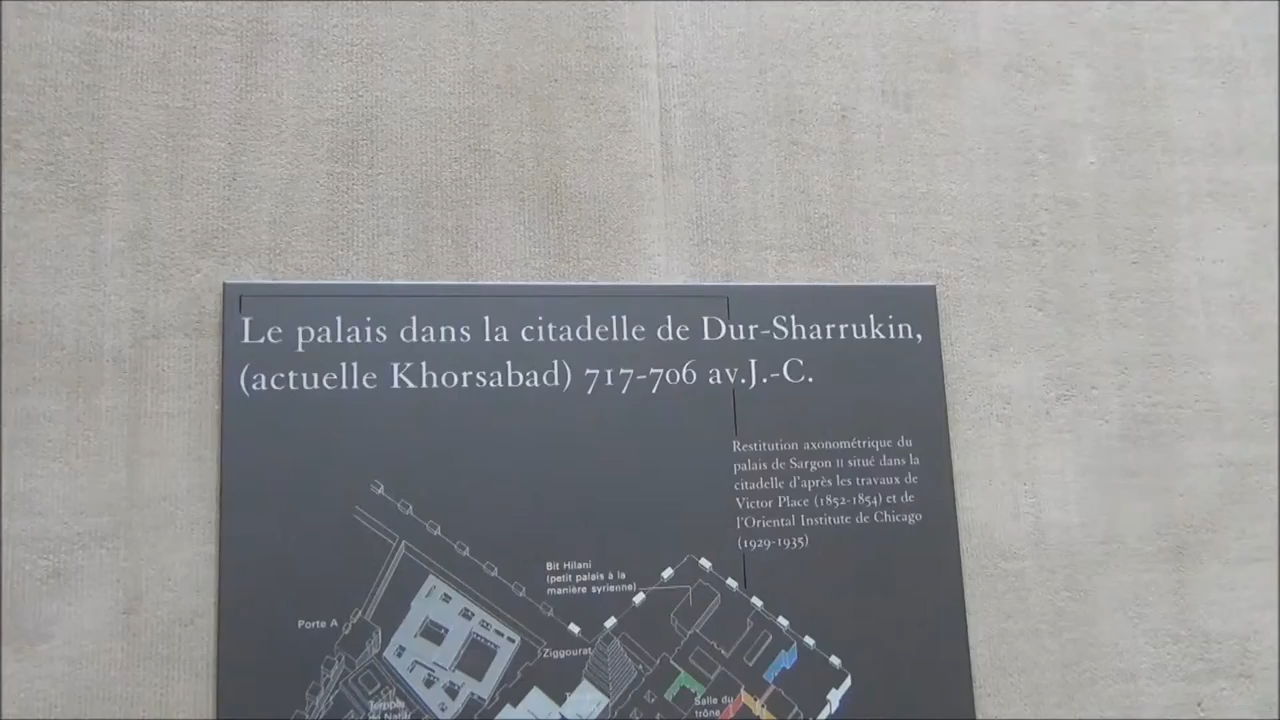 Le palais dans la citadelle de Dur-Sharrukin,
(actuelle Khorsabad) 717-706 av.J.-C.
Restitution axonométrique du
palais de Sargon II situé dans la
citadelle d'après les travaux de
Victor Place (1852-1854) et de
l'Oriental Institute de Chicago
(1929-1935)
Bit Hilani
(petit palais à la
manière syrienne)
Porte A
Ziggourat
Salle du
trône
Temple